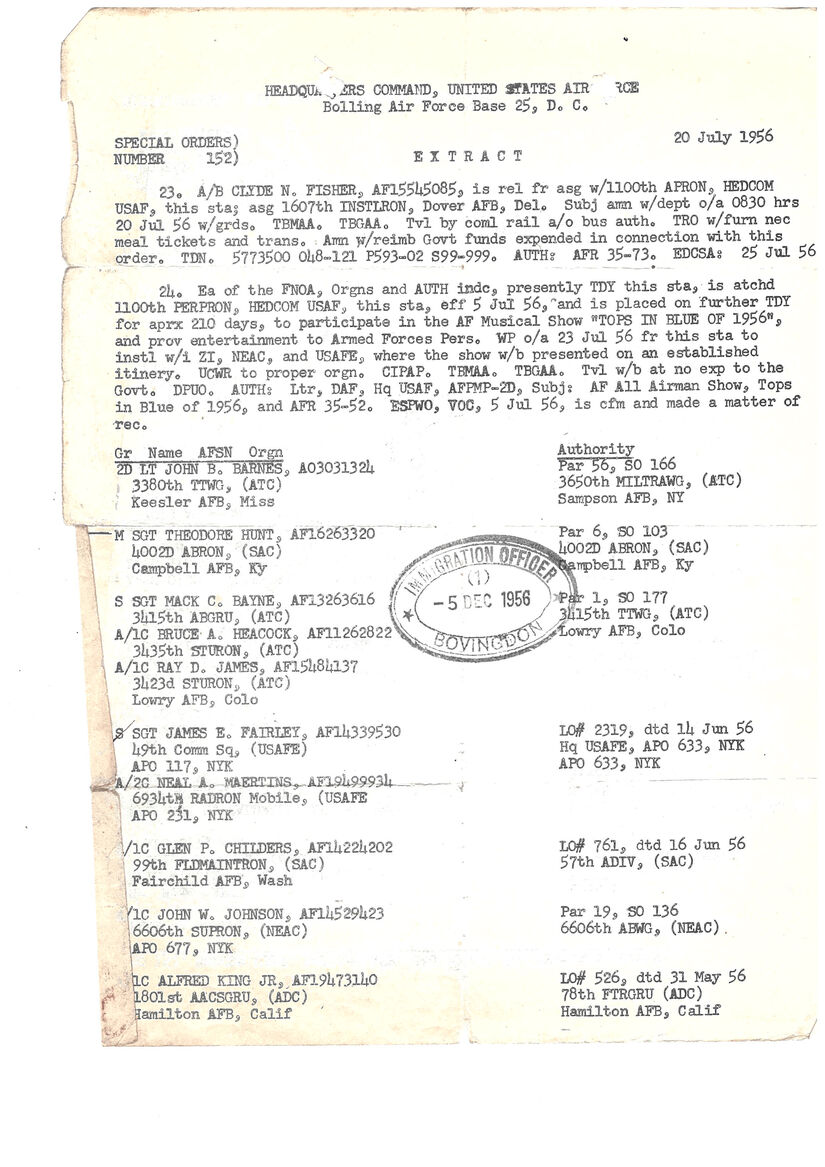 HEADQUA ERS COMMAND, UNITED STATES AIR RCE
Bolling Air Force Base 25, D. C.
20 July 1956
SPECIAL ORDERS)
NUMBER 152)
E X T R A C T
23. A/B CLYDE N. FISHER, AF15545085, is rel fr asg w/1100th APRON, HEDCOM
USAF, this sta; asg 1607th INSTLRON, Dover AFB, Del. Subj amn w/dept o/a 0830 hrs
20 Jul 56 w/grds. TBMAA. TBGAA. Tvl by coml rail a/o bus auth. TRO w/furn nec
meal tickets and trans. Amn w/reimb Govt funds expended in connection with this
order. TDN. 5773500 048-121 P593-02 S99-999. AUTH: AFR 35-73. EDCSA: 25 Jul 56
24. Ea of the FNOA, Orgns and AUTH indc, presently TDY this sta, is atchd
1100th PERPRON, HEDCOM USAF, this sta, eff 5 Jul 56, and is placed on further TDY
for aprx 210 days, to participate in the AF Musical Show "TOPS IN BLUE OF 1956",
and prov entertainment to Armed Forces Pers. WP o/a 23 Jul 56 fr this sta to
instl w/i ZI, NEAC, and USAFE, where the show w/b presented on an established
itinery. UCWR to proper orgn. CIPAP. TBMAA. TBGAA. Tvl w/b at no exp to the
Govt. DPUO. AUTH: Ltr, DAF, Hq USAF, AFPMP-2D, Subj: AF All Airman Show, Tops
in Blue of 1956, and AFR 35-52. ESPWO, VOC, 5 Jul 56, is cfm and made a matter of
rec.
Gr Name AFSN Orgn
Authority
2D LT JOHN B. BARNES, AO3031324
Par 56, SO 166
3380th TTWG, (ATC)
3650th MILTRAWG, (ATC)
Keesler AFB, Miss
Sampson AFB, NY
M SGT THEODORE HUNT, AF16263320
Par 6, SO 103
4002D ABRON, (SAC)
4002D ABRON, (SAC)
Campbell AFB, Ky
Campbell AFB, Ky
IMMIGRATION OFFICER
(1)
-5 DEC 1956
BOVINGDON
S SGT MACK C. BAYNE, AF13263616
Par 1, SO 177
3415th ABGRU, (ATC)
3415th TTWG, (ATC)
A/1C BRUCE A. HEACOCK, AF11262822
Lowry AFB, Colo
3435th STURON, (ATC)
A/1C RAY D. JAMES, AF15484137
3423d STURON, (ATC)
Lowry AFB, Colo
S/SGT JAMES E. FAIRLEY, AF14339530
LO# 2319, dtd 14 Jun 56
49th Comm Sq, (USAFE)
Hq USAFE, APO 633, NYK
APO 117, NYK
APO 633, NYK
A/2C NEAL A. MAERTINS, AF19499934
6934th RADRON Mobile, (USAFE
APO 231, NYK
/1C GLEN P. CHILDERS, AF14224202
LO# 761, dtd 16 Jun 56
99th FLDMAINTRON, (SAC)
57th ADIV, (SAC)
Fairchild AFB, Wash
/1C JOHN W. JOHNSON, AF14529423
Par 19, SO 136
6606th SUPRON, (NEAC)
6606th ABWG, (NEAC)
APO 677, NYK
1C ALFRED KING JR, AF19473140
LO# 526, dtd 31 May 56
1801st AACSGRU, (ADC)
78th FTRGRU (ADC)
Hamilton AFB, Calif
Hamilton AFB, Calif